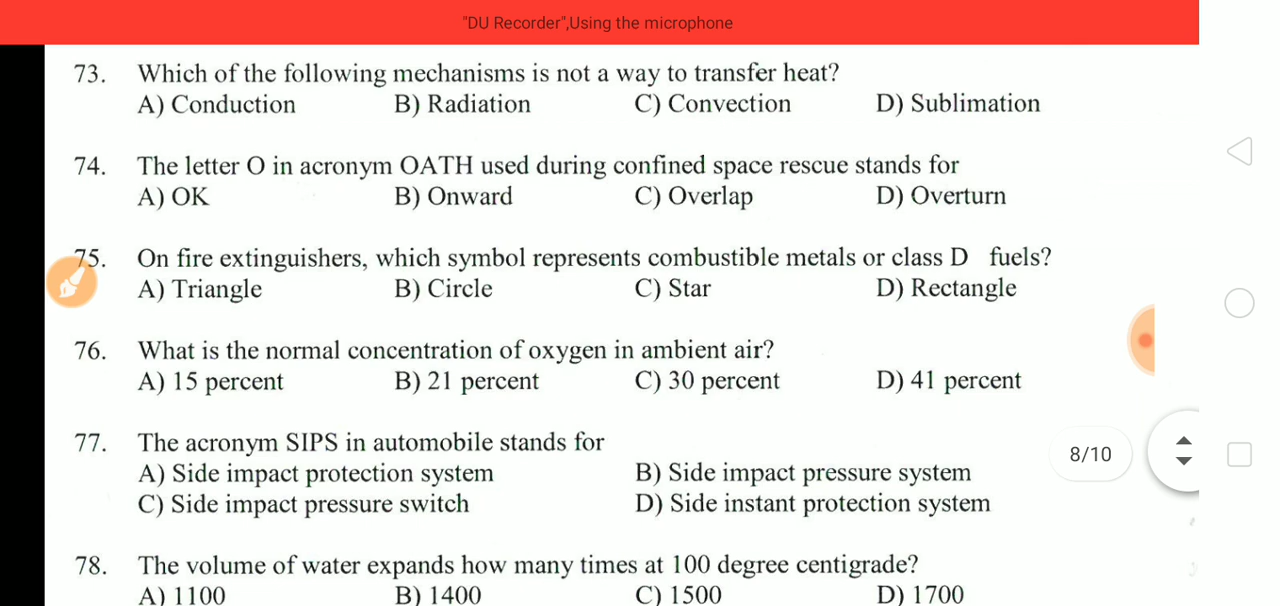 "DU Recorder",Using the microphone
73. Which of the following mechanisms is not a way to transfer heat?
A) Conduction B) Radiation C) Convection D) Sublimation
74. The letter O in acronym OATH used during confined space rescue stands for
A) OK B) Onward C) Overlap D) Overturn
75. On fire extinguishers, which symbol represents combustible metals or class D fuels?
A) Triangle B) Circle C) Star D) Rectangle
76. What is the normal concentration of oxygen in ambient air?
A) 15 percent B) 21 percent C) 30 percent D) 41 percent
77. The acronym SIPS in automobile stands for
A) Side impact protection system B) Side impact pressure system
8/10
C) Side impact pressure switch D) Side instant protection system
78. The volume of water expands how many times at 100 degree centigrade?
A) 1100 B) 1400 C) 1500 D) 1700